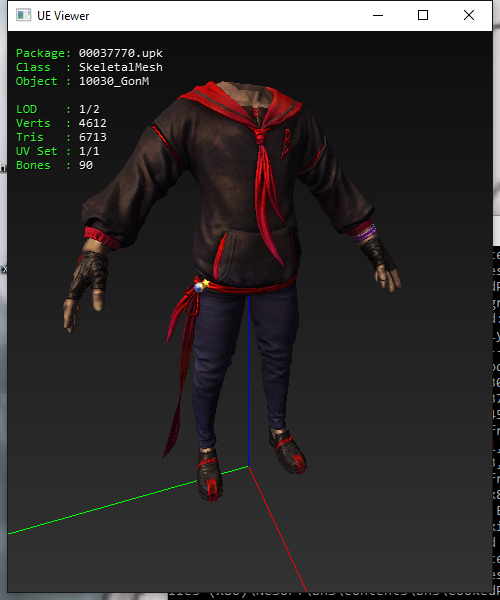 UE Viewer
Package: 00037770.upk
Class  : SkeletalMesh
Object : 10030_GonM
LOD    : 1/2
Verts  : 4612
Tris   : 6713
UV Set : 1/1
Bones  : 90